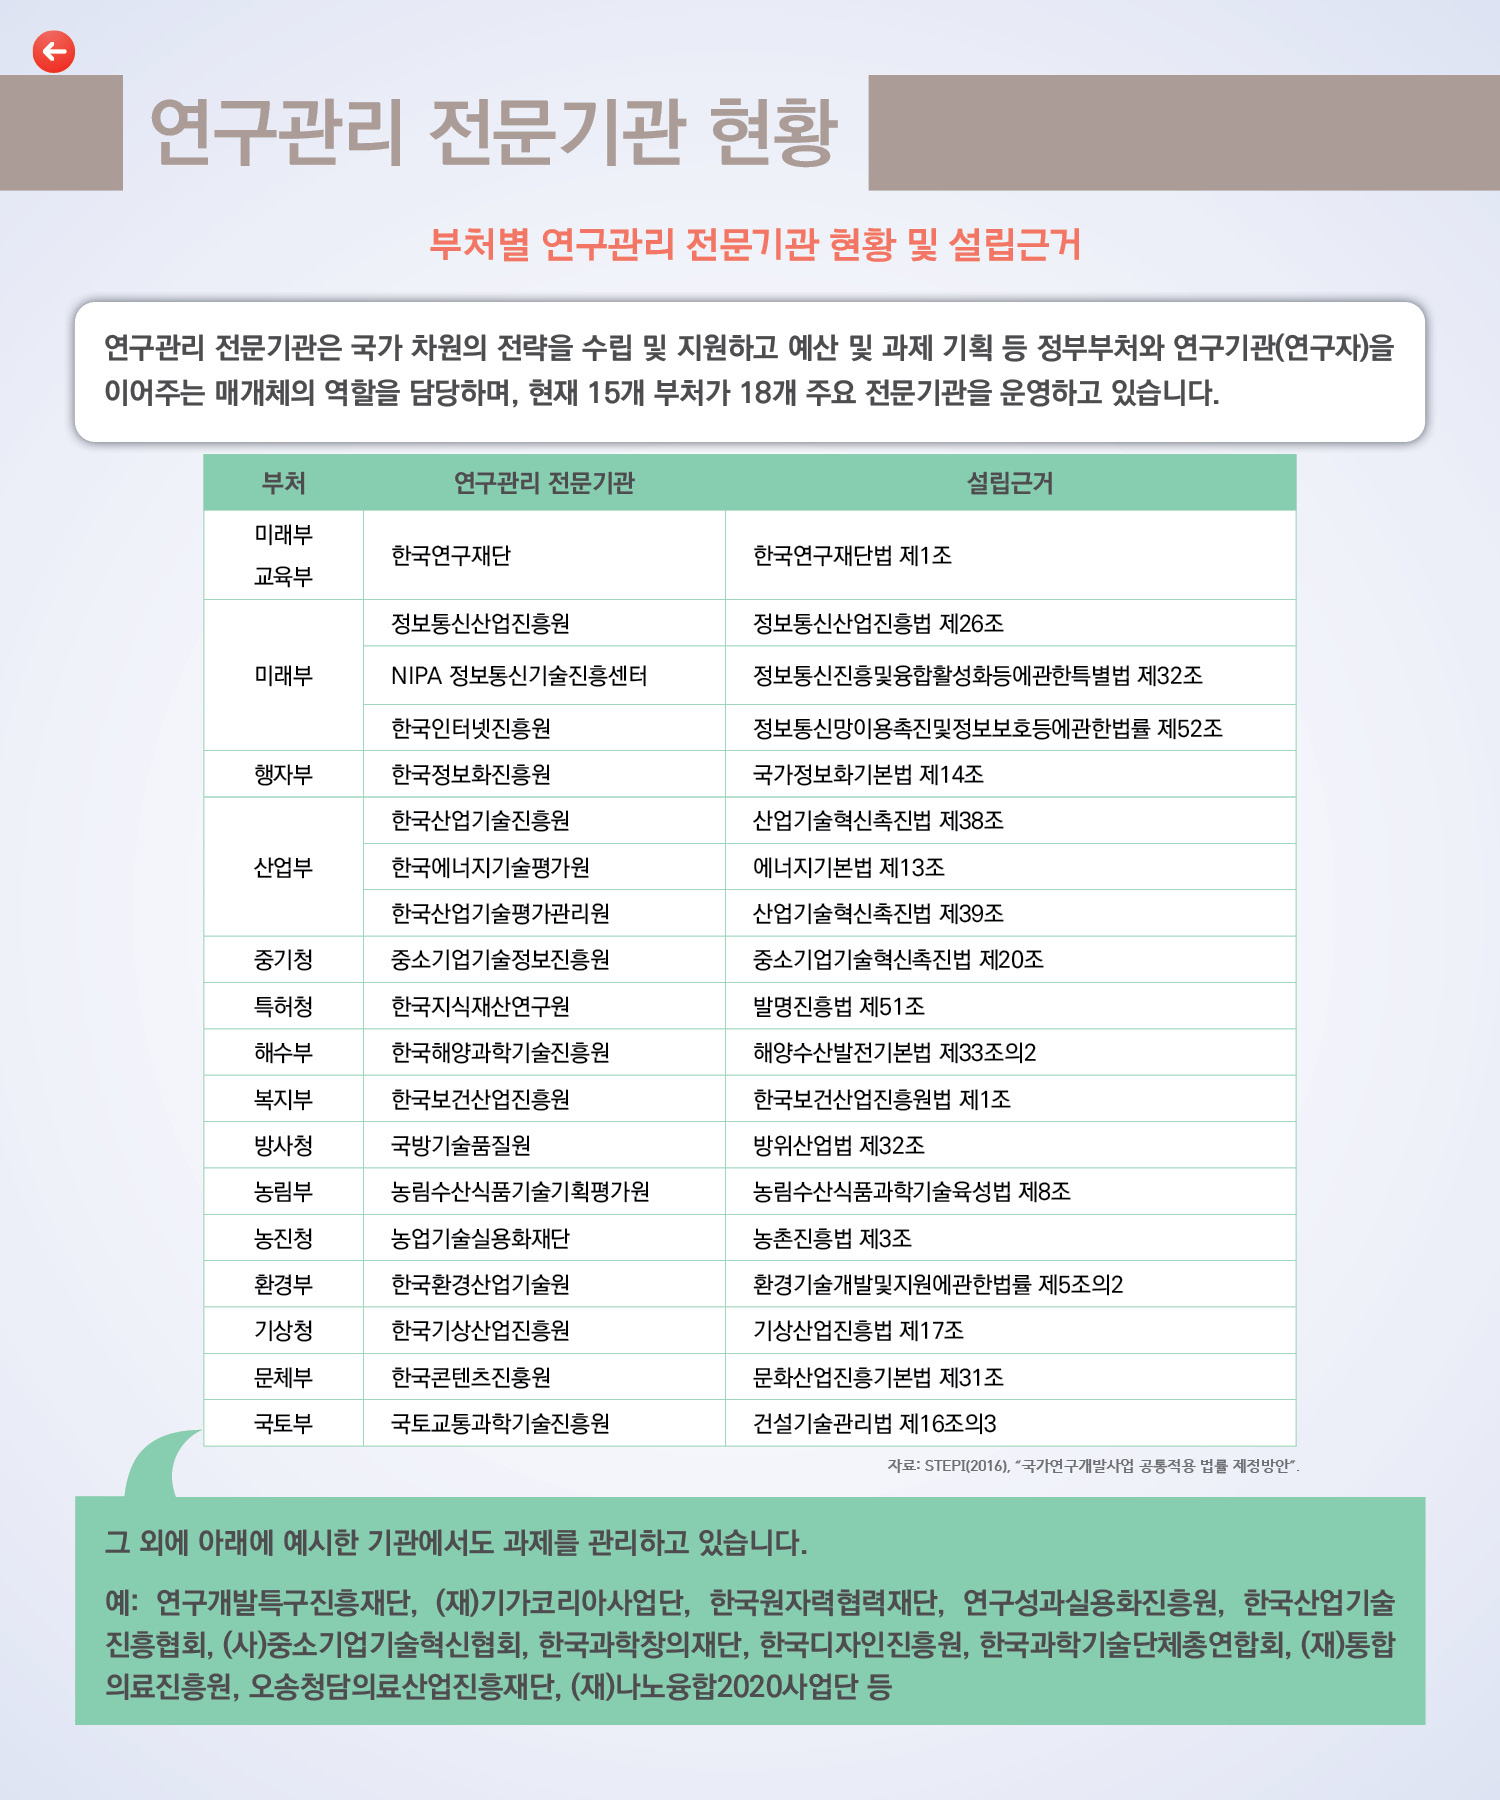 연구관리 전문기관 현황
부처별 연구관리 전문기관 현황 및 설립근거
연구관리 전문기관은 국가 차원의 전략을 수립 및 지원하고 예산 및 과제 기획 등 정부부처와 연구기관(연구자)을
이어주는 매개체의 역할을 담당하며, 현재 15개 부처가 18개 주요 전문기관을 운영하고 있습니다.
부처 연구관리 전문기관 설립근거
미래부
교육부
한국연구재단 한국연구재단법 제1조
정보통신산업진흥원 정보통신산업진흥법 제26조
미래부 NIPA 정보통신기술진흥센터 정보통신진흥및융합활성화등에관한특별법 제32조
한국인터넷진흥원 정보통신망이용촉진및정보보호등에관한법률 제52조
행자부 한국정보화진흥원 국가정보화기본법 제14조
한국산업기술진흥원 산업기술혁신촉진법 제38조
산업부 한국에너지기술평가원 에너지기본법 제13조
한국산업기술평가관리원 산업기술혁신촉진법 제39조
중기청 중소기업기술정보진흥원 중소기업기술혁신촉진법 제20조
특허청 한국지식재산연구원 발명진흥법 제51조
해수부 한국해양과학기술진흥원 해양수산발전기본법 제33조의2
복지부 한국보건산업진흥원 한국보건산업진흥원법 제1조
방사청 국방기술품질원 방위산업법 제32조
농림부 농림수산식품기술기획평가원 농림수산식품과학기술육성법 제8조
농진청 농업기술실용화재단 농촌진흥법 제3조
환경부 한국환경산업기술원 환경기술개발및지원에관한법률 제5조의2
기상청 한국기상산업진흥원 기상산업진흥법 제17조
문체부 한국콘텐츠진훙원 문화산업진흥기본법 제31조
국토부 국토교통과학기술진흥원 건설기술관리법 제16조의3
자료: STEPI(2016), “국가연구개발사업 공통적용 법률 제정방안”.
그 외에 아래에 예시한 기관에서도 과제를 관리하고 있습니다.
예: 연구개발특구진흥재단, (재)기가코리아사업단, 한국원자력협력재단, 연구성과실용화진흥원, 한국산업기술
진흥협회, (사)중소기업기술혁신협회, 한국과학창의재단, 한국디자인진흥원, 한국과학기술단체총연합회, (재)통합
의료진흥원, 오송청담의료산업진흥재단, (재)나노융합2020사업단 등